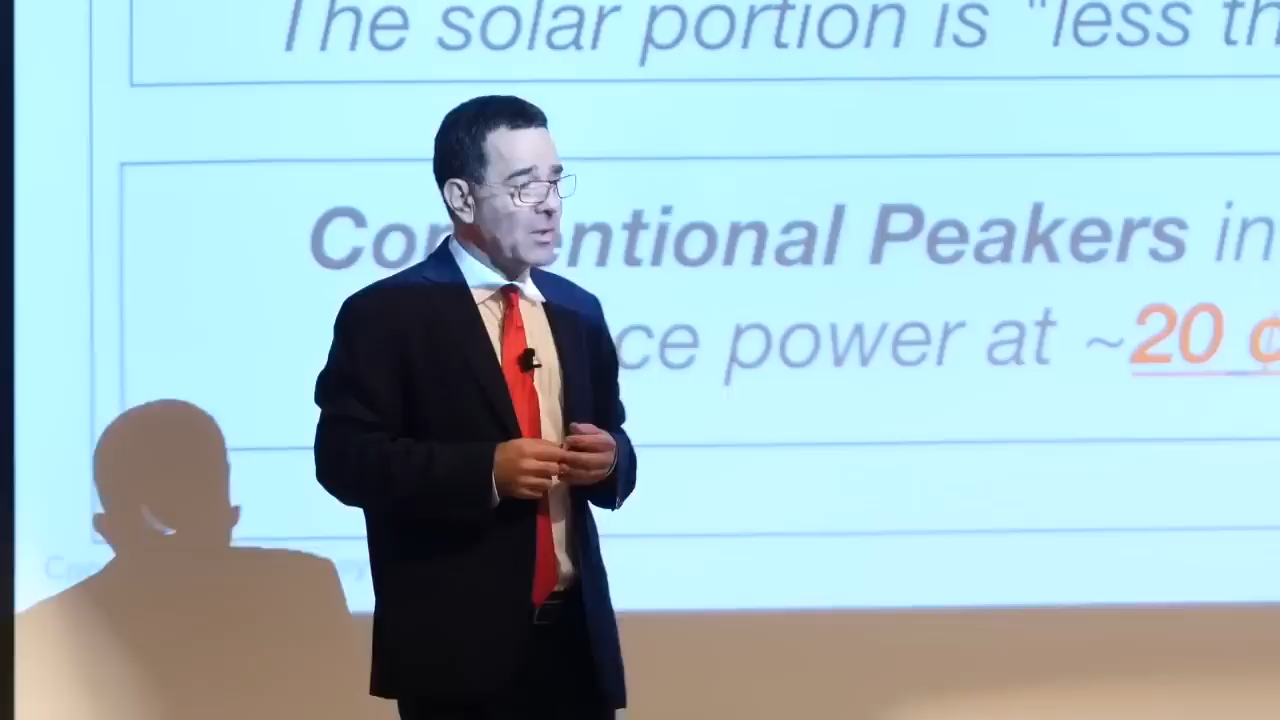 The solar portion is "less th
Co entional Peakers in
ce power at ~20 ¢